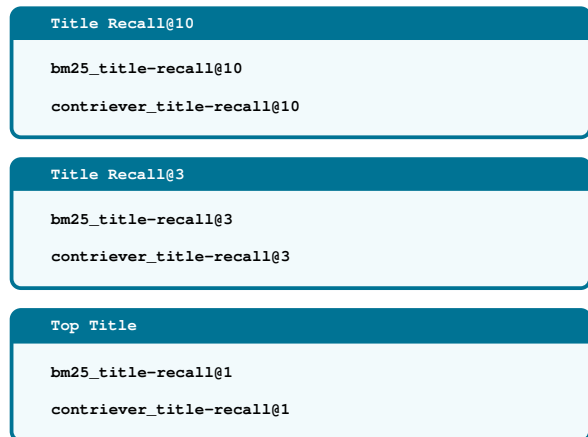 Title Recall@10
bm25_title-recall@10
contriever_title-recall@10
Title Recall@3
bm25_title-recall@3
contriever_title-recall@3
Top Title
bm25_title-recall@1
contriever_title-recall@1